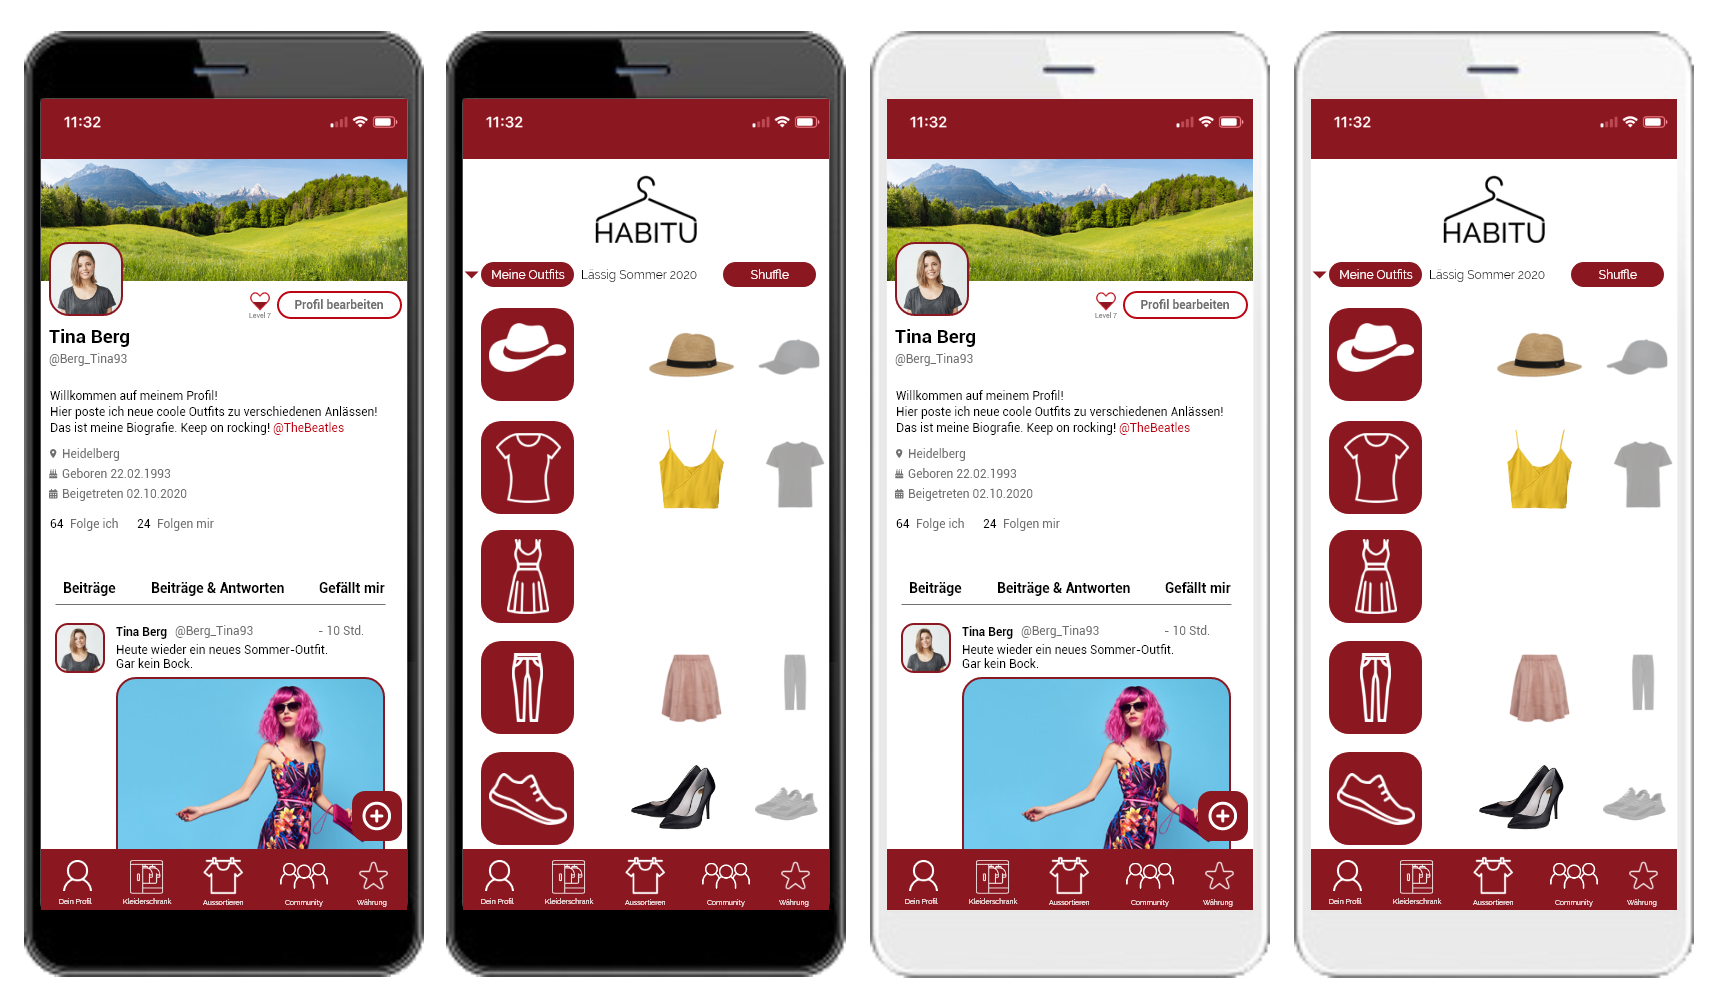 11:32
Level 7
Profil bearbeiten
Tina Berg
@Berg_Tina93
Willkommen auf meinem Profil!
Hier poste ich neue coole Outfits zu verschiedenen Anlässen!
Das ist meine Biografie. Keep on rocking! @TheBeatles
Heidelberg
Geboren 22.02.1993
Beigetreten 02.10.2020
64 Folge ich 24 Folgen mir
Beiträge Beiträge & Antworten Gefällt mir
Tina Berg @Berg_Tina93 - 10 Std.
Heute wieder ein neues Sommer-Outfit.
Gar kein Bock.
Dein Profil Kleiderschrank Aussortieren Community Währung
11:32
HABITU
Meine Outfits Lässig Sommer 2020 Shuffle
Dein Profil Kleiderschrank Aussortieren Community Währung
11:32
Level 7
Profil bearbeiten
Tina Berg
@Berg_Tina93
Willkommen auf meinem Profil!
Hier poste ich neue coole Outfits zu verschiedenen Anlässen!
Das ist meine Biografie. Keep on rocking! @TheBeatles
Heidelberg
Geboren 22.02.1993
Beigetreten 02.10.2020
64 Folge ich 24 Folgen mir
Beiträge Beiträge & Antworten Gefällt mir
Tina Berg @Berg_Tina93 - 10 Std.
Heute wieder ein neues Sommer-Outfit.
Gar kein Bock.
Dein Profil Kleiderschrank Aussortieren Community Währung
11:32
HABITU
Meine Outfits Lässig Sommer 2020 Shuffle
Dein Profil Kleiderschrank Aussortieren Community Währung